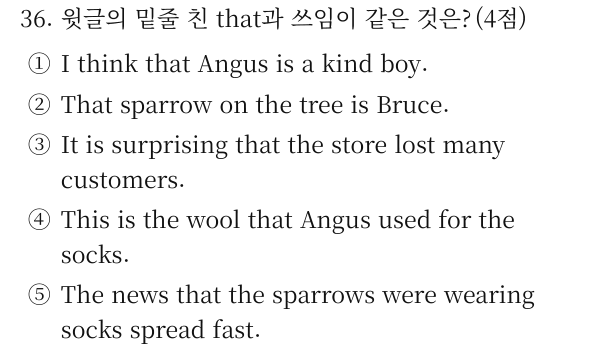 36. 윗글의 밑줄 친 that과 쓰임이 같은 것은? (4점)
① I think that Angus is a kind boy.
② That sparrow on the tree is Bruce.
③ It is surprising that the store lost many
customers.
④ This is the wool that Angus used for the
socks.
⑤ The news that the sparrows were wearing
socks spread fast.